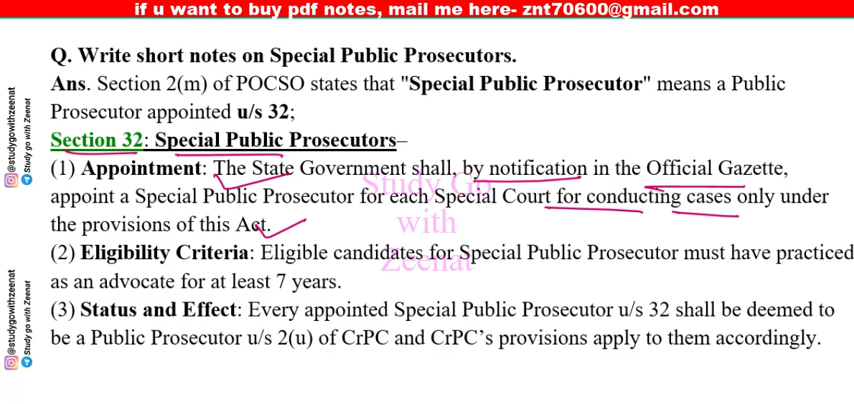 if u want to buy pdf notes, mail me here- znt70600@gmail.com
Q. Write short notes on Special Public Prosecutors.
Ans. Section 2(m) of POCSO states that "Special Public Prosecutor" means a Public
Prosecutor appointed u/s 32;
Section 32: Special Public Prosecutors–
(1) Appointment: The State Government shall, by notification in the Official Gazette,
appoint a Special Public Prosecutor for each Special Court for conducting cases only under
the provisions of this Act.
(2) Eligibility Criteria: Eligible candidates for Special Public Prosecutor must have practiced
as an advocate for at least 7 years.
(3) Status and Effect: Every appointed Special Public Prosecutor u/s 32 shall be deemed to
be a Public Prosecutor u/s 2(u) of CrPC and CrPC's provisions apply to them accordingly.
Study Go
with
Zeenat
@studygowithzeenat
Study go with Zeenat
@studygowithzeenat
Study go with Zeenat